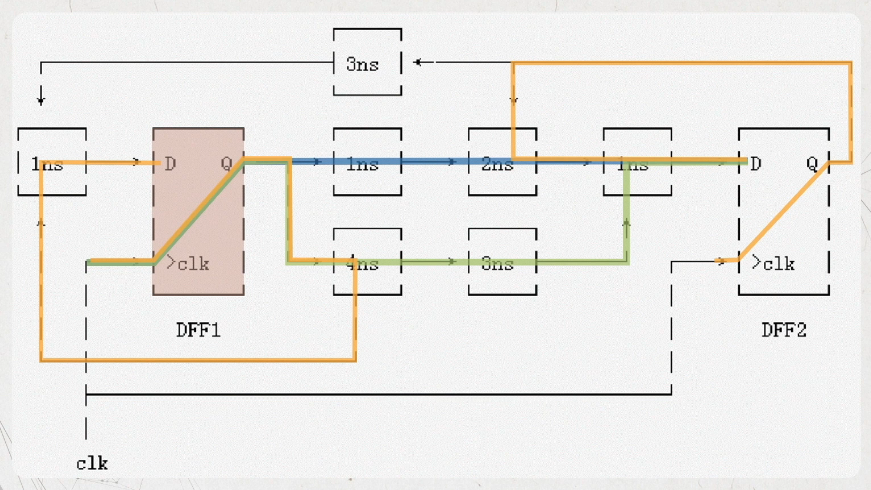 3ns
1ns D Q 1ns 2ns 1ns D Q
>clk 4ns 3ns >clk
DFF1 DFF2
clk